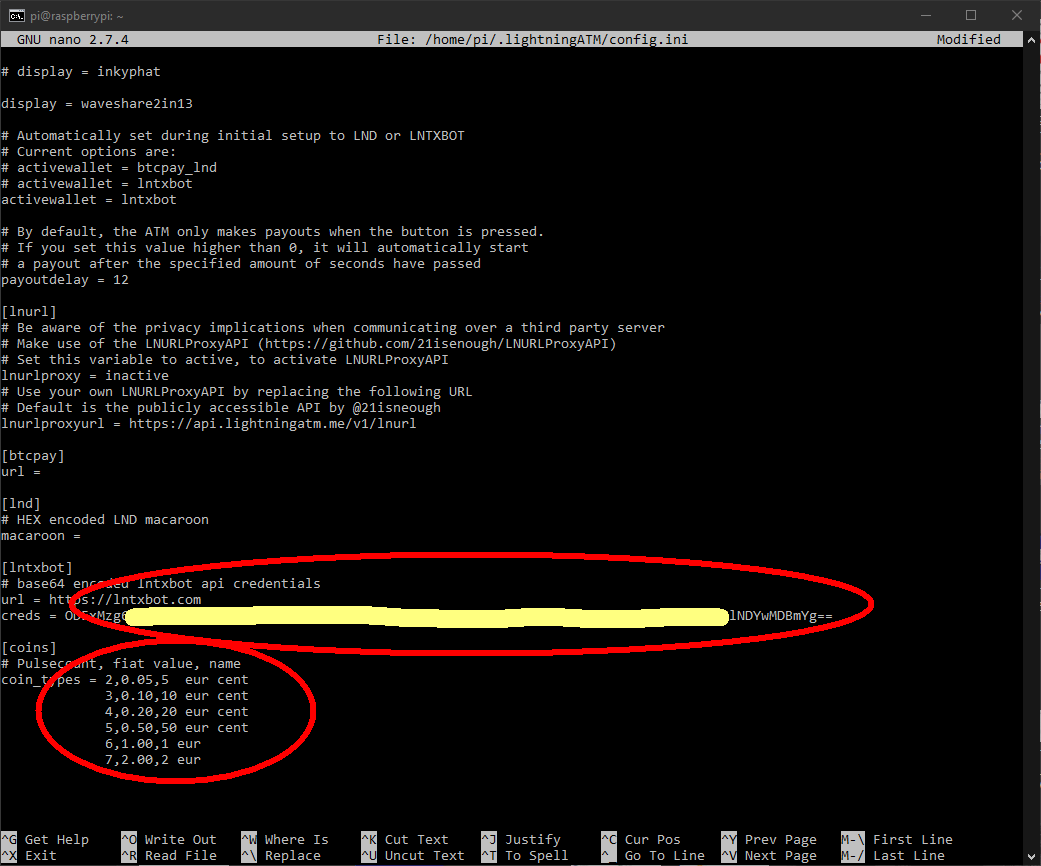 pi@raspberrypi: ~
GNU nano 2.7.4 File: /home/pi/.lightningATM/config.ini Modified
# display = inkyphat
display = waveshare2in13
# Automatically set during initial setup to LND or LNTXBOT
# Current options are:
# activewallet = btcpay_lnd
# activewallet = lntxbot
activewallet = lntxbot
# By default, the ATM only makes payouts when the button is pressed.
# If you set this value higher than 0, it will automatically start
# a payout after the specified amount of seconds have passed
payoutdelay = 12
[lnurl]
# Be aware of the privacy implications when communicating over a third party server
# Make use of the LNURLProxyAPI (https://github.com/21isenough/LNURLProxyAPI)
# Set this variable to active, to activate LNURLProxyAPI
lnurlproxy = inactive
# Use your own LNURLProxyAPI by replacing the following URL
# Default is the publicly accessible API by @21isneough
lnurlproxyurl = https://api.lightningatm.me/v1/lnurl
[btcpay]
url =
[lnd]
# HEX encoded LND macaroon
macaroon =
[lntxbot]
# base64 encoded lntxbot api credentials
url = https://lntxbot.com
creds = lNDYwMDBmYg==
[coins]
# Pulsecount, fiat value, name
coin_types = 2,0.05,5 eur cent
3,0.10,10 eur cent
4,0.20,20 eur cent
5,0.50,50 eur cent
6,1.00,1 eur
7,2.00,2 eur
^G Get Help ^O Write Out ^W Where Is ^K Cut Text ^J Justify ^C Cur Pos ^Y Prev Page M-\ First Line
^X Exit ^R Read File ^\ Replace ^U Uncut Text ^T To Spell ^_ Go To Line ^V Next Page M-/ Last Line